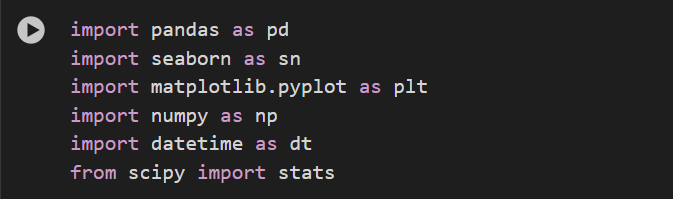 import pandas as pd
import seaborn as sn
import matplotlib.pyplot as plt
import numpy as np
import datetime as dt
from scipy import stats